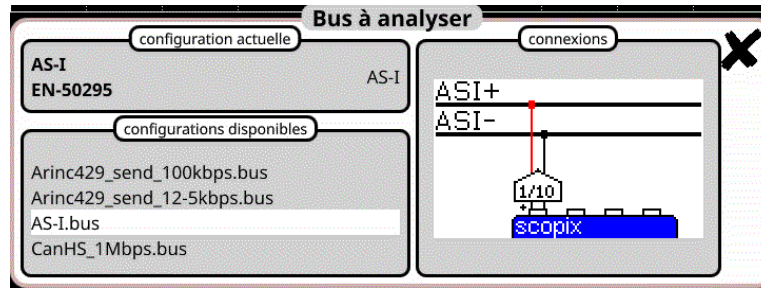 Bus à analyser
configuration actuelle
AS-I
EN-50295
AS-I
configurations disponibles
Arinc429_send_100kbps.bus
Arinc429_send_12-5kbps.bus
AS-I.bus
CanHS_1Mbps.bus
connexions
ASI+
ASI-
1/10
+
scopix